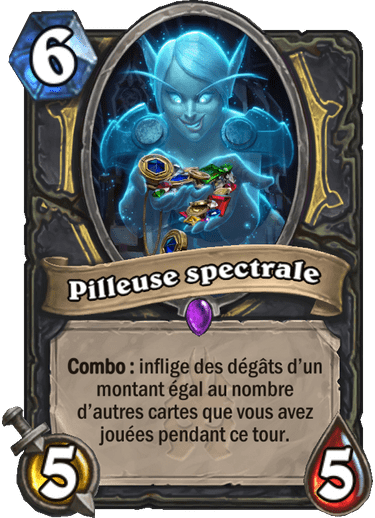 6
Pilleuse spectrale
Combo : inflige des dégâts d’un
montant égal au nombre
d’autres cartes que vous avez
jouées pendant ce tour.
5
5